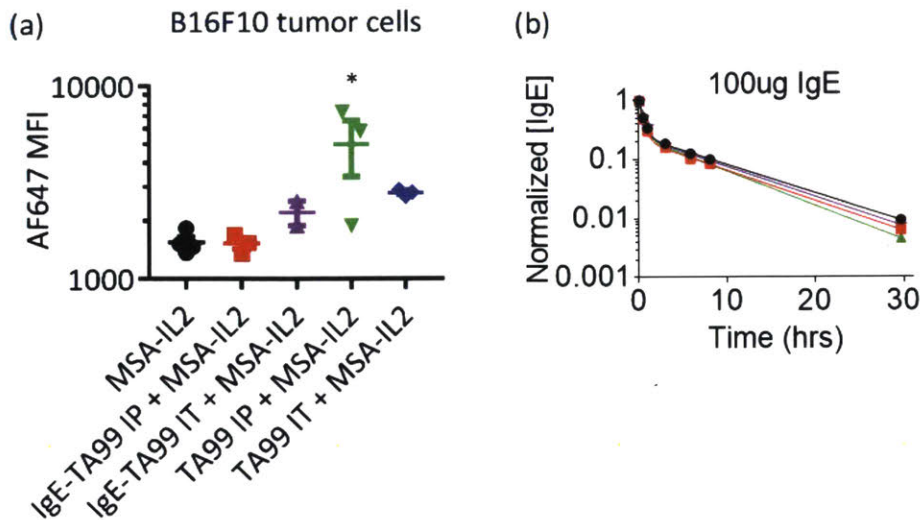 (a) B16F10 tumor cells
AF647 MFI
10000
1000
*
MSA-IL2
IgE-TA99 IP + MSA-IL2
IgE-TA99 IT + MSA-IL2
TA99 IP + MSA-IL2
TA99 IT + MSA-IL2
(b)
100ug IgE
Normalized [IgE]
1
0.1
0.01
0.001
0 10 20 30
Time (hrs)